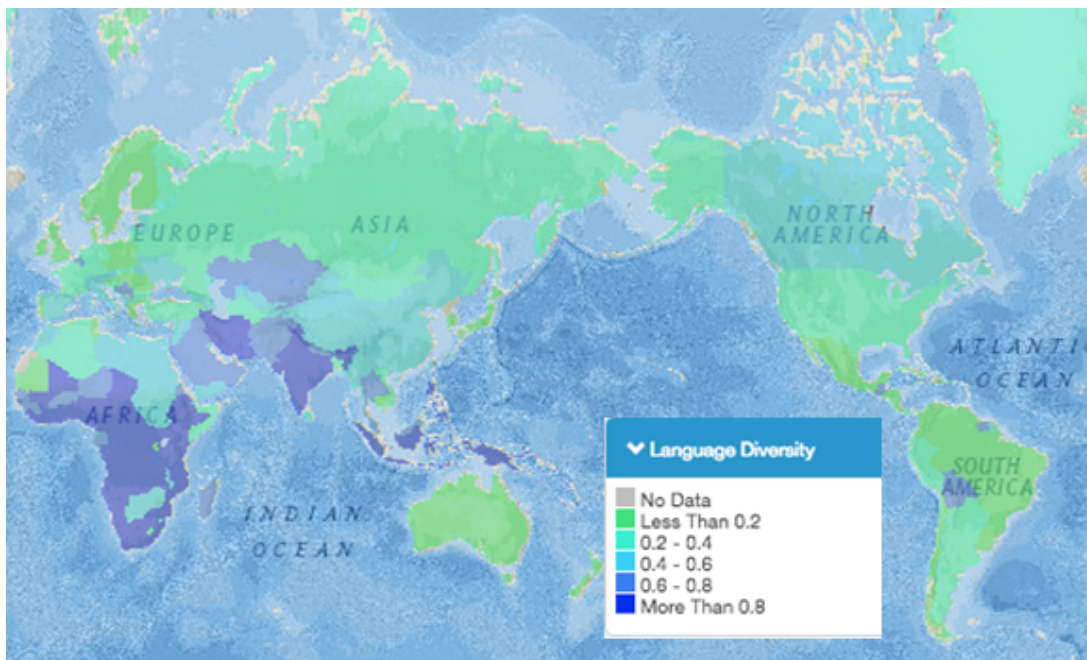 EUROPE
ASIA
NORTH
AMERICA
ATLANTI
OCEAN
AFRICA
SOUTH
AMERICA
INDIAN
OCEAN
Language Diversity
No Data
Less Than 0.2
0.2 - 0.4
0.4 - 0.6
0.6 - 0.8
More Than 0.8